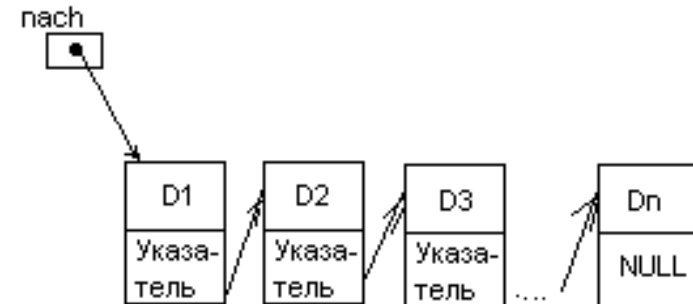 nach
D1
D2
D3
Dn
Указа-
тель
Указа-
тель
Указа-
тель
....
NULL